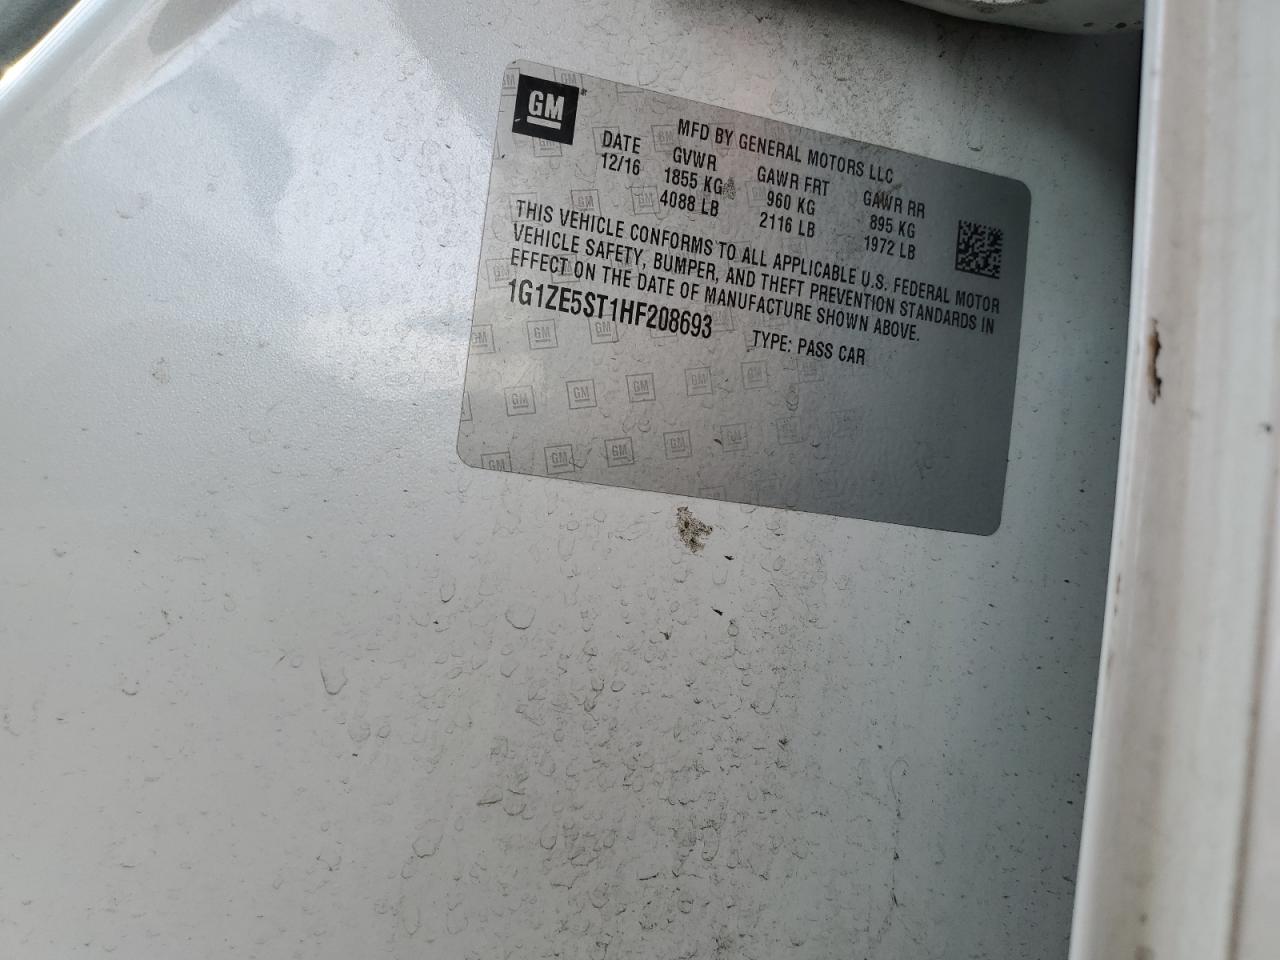 GM
MFD BY GENERAL MOTORS LLC
DATE GVWR GAWR FRT GAWR RR
12/16 1855 KG 960 KG 895 KG
4088 LB 2116 LB 1972 LB
THIS VEHICLE CONFORMS TO ALL APPLICABLE U.S. FEDERAL MOTOR
VEHICLE SAFETY, BUMPER, AND THEFT PREVENTION STANDARDS IN
EFFECT ON THE DATE OF MANUFACTURE SHOWN ABOVE.
1G1ZE5ST1HF208693 TYPE: PASS CAR